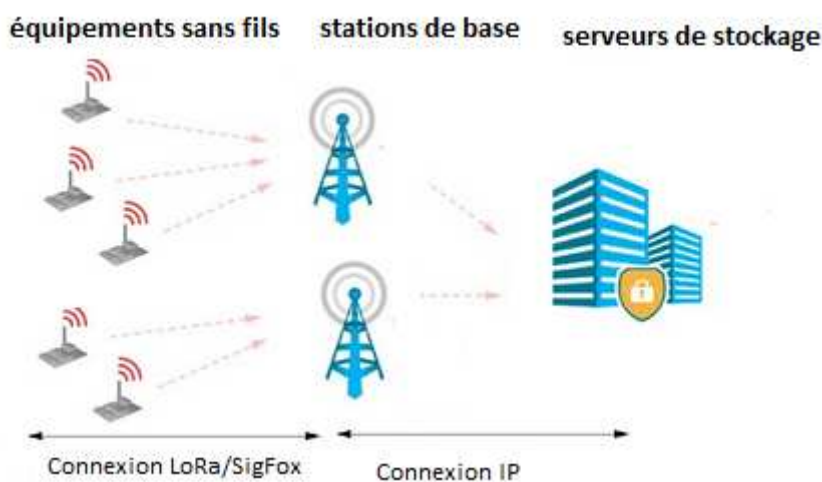 équipements sans fils
stations de base
serveurs de stockage
Connexion LoRa/SigFox
Connexion IP